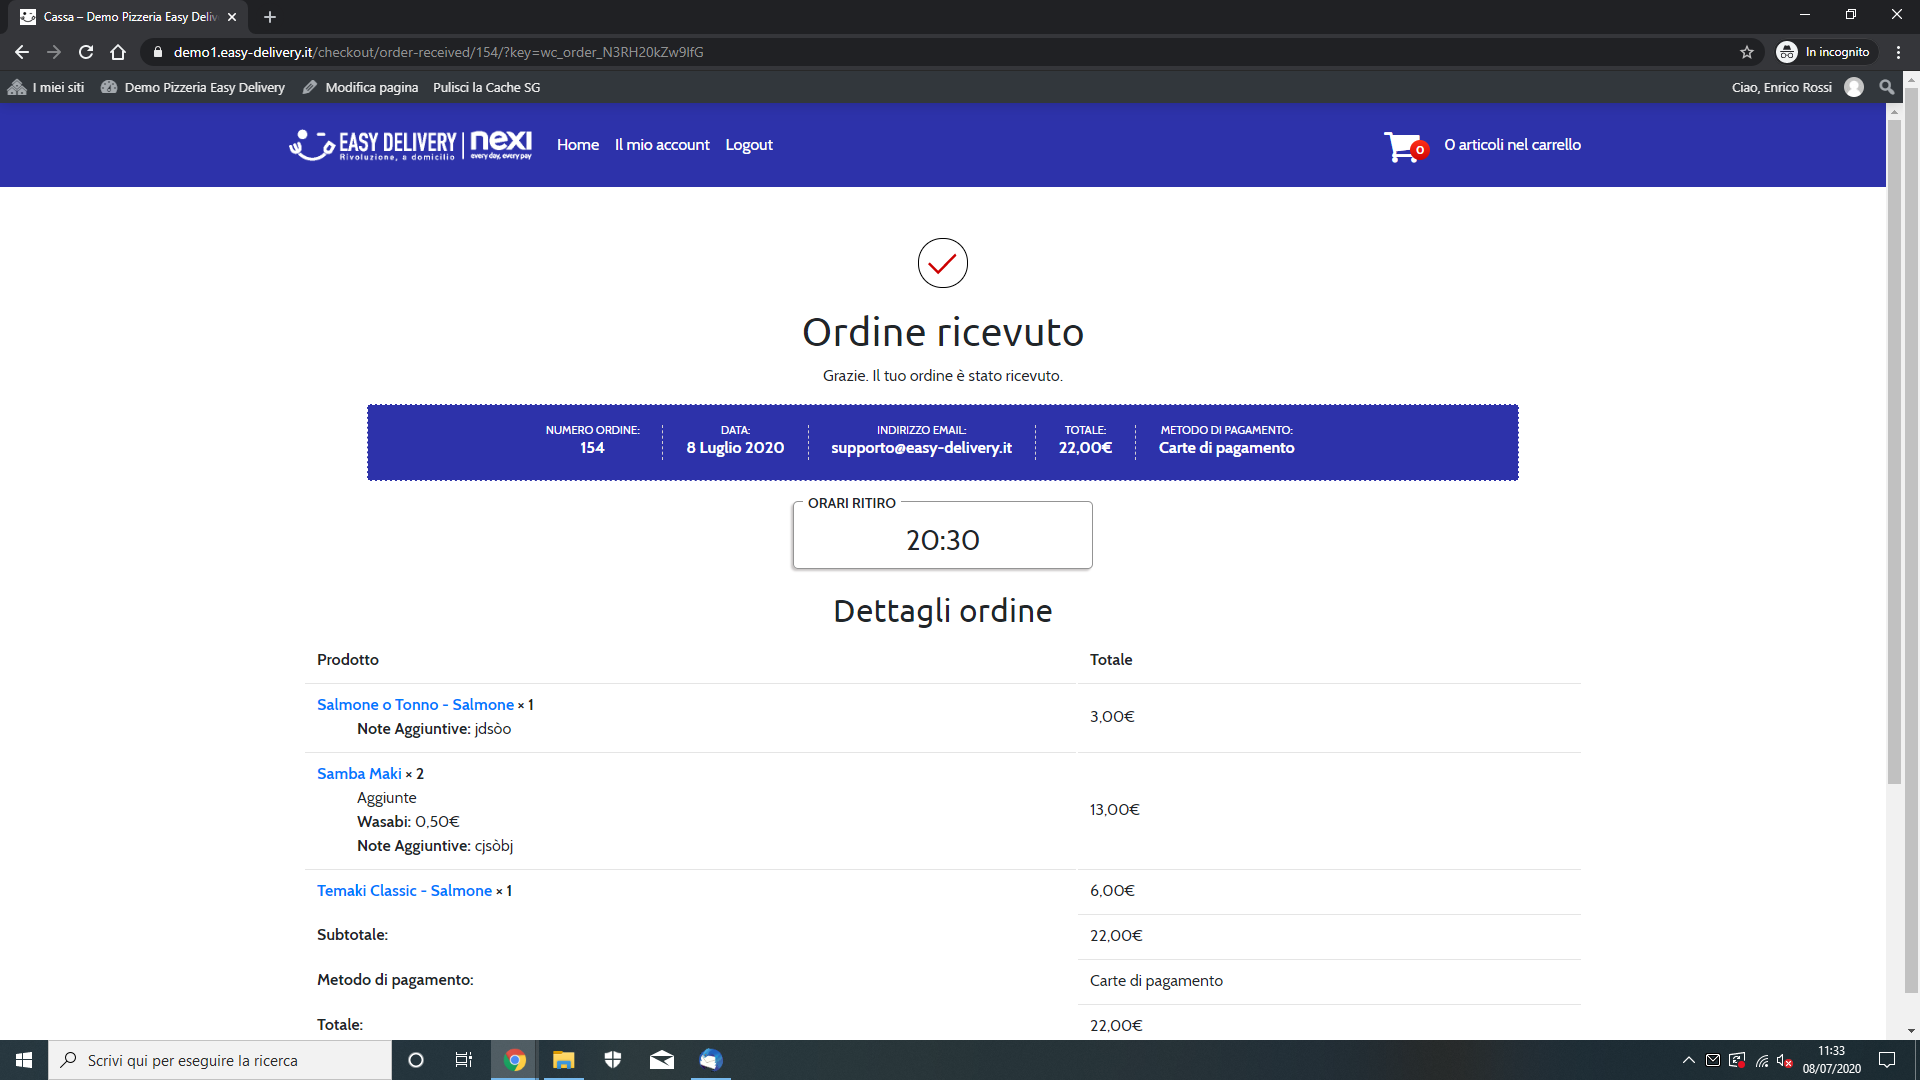 Cassa – Demo Pizzeria Easy Deliv
demo1.easy-delivery.it/checkout/order-received/154/?key=wc_order_N3RH20kZw9lfG
In incognito
I miei siti
Demo Pizzeria Easy Delivery
Modifica pagina
Pulisci la Cache SG
Ciao, Enrico Rossi
EASY DELIVERY
Rivoluzione, a domicilio
nexi
every day, every pay
Home
Il mio account
Logout
0
0 articoli nel carrello
Ordine ricevuto
Grazie. Il tuo ordine è stato ricevuto.
NUMERO ORDINE:
154
DATA:
8 Luglio 2020
INDIRIZZO EMAIL:
supporto@easy-delivery.it
TOTALE:
22,00€
METODO DI PAGAMENTO:
Carte di pagamento
ORARI RITIRO
20:30
Dettagli ordine
Prodotto Totale
Salmone o Tonno - Salmone × 1
Note Aggiuntive: jdsòo
3,00€
Samba Maki × 2
Aggiunte
Wasabi: 0,50€
Note Aggiuntive: cjsòbj
13,00€
Temaki Classic - Salmone × 1 6,00€
Subtotale: 22,00€
Metodo di pagamento: Carte di pagamento
Totale: 22,00€
Scrivi qui per eseguire la ricerca
11:33
08/07/2020